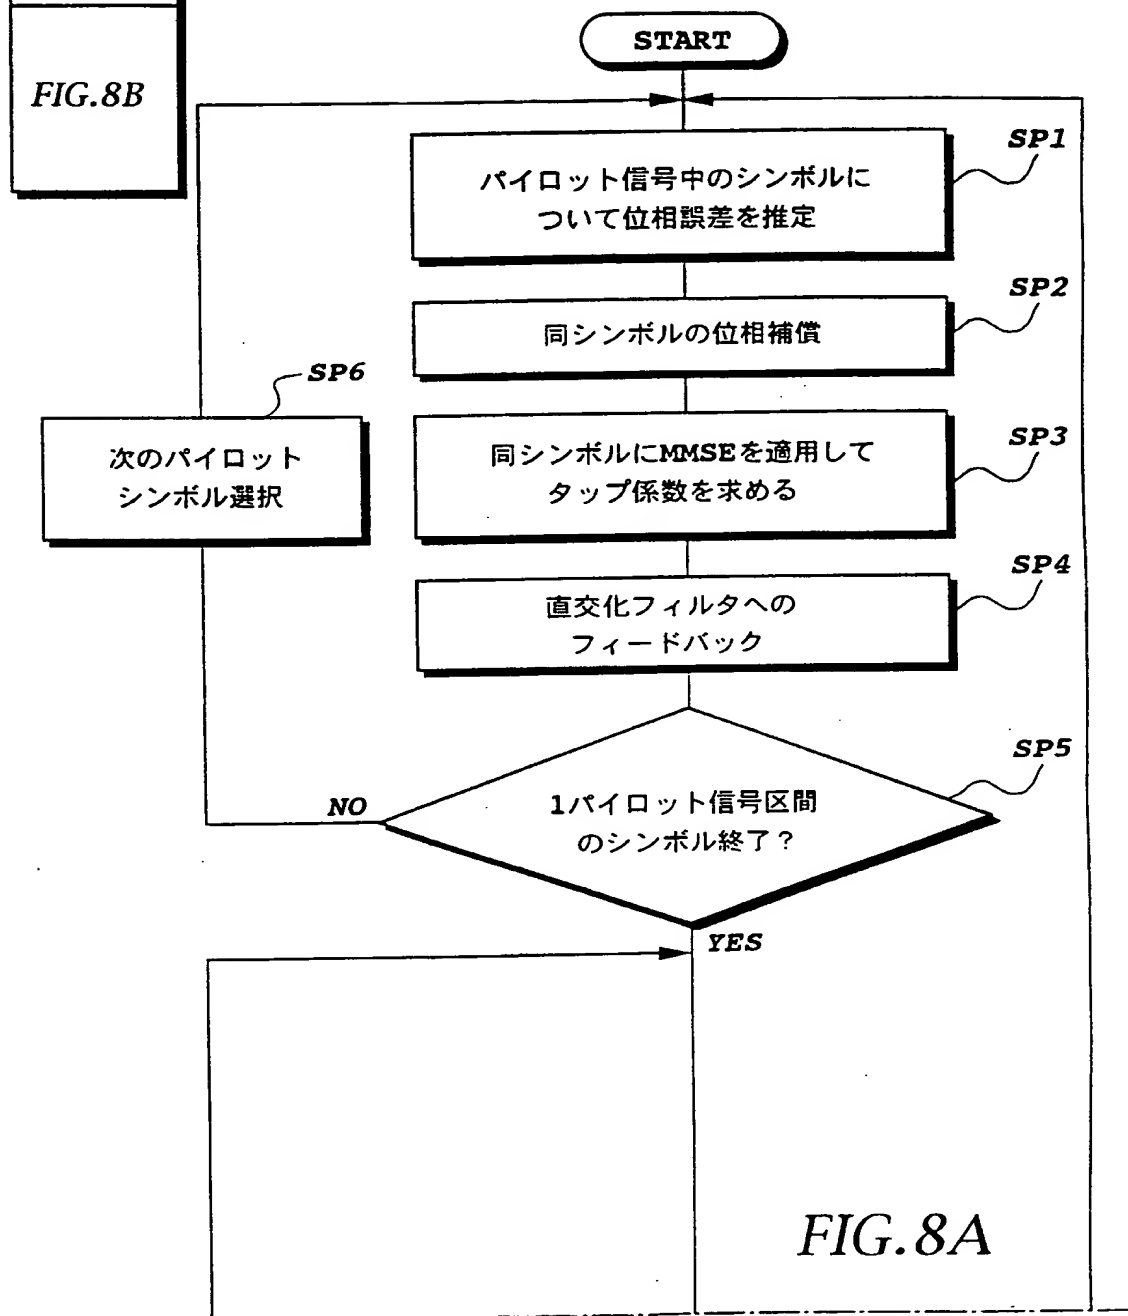 FIG.8B
START
SP1
パイロット信号中のシンボルに
ついて位相誤差を推定
SP2
同シンボルの位相補償
SP6
次のパイロット
シンボル選択
SP3
同シンボルにMMSEを適用して
タップ係数を求める
SP4
直交化フィルタへの
フィードバック
SP5
NO
1パイロット信号区間
のシンボル終了?
YES
FIG.8A